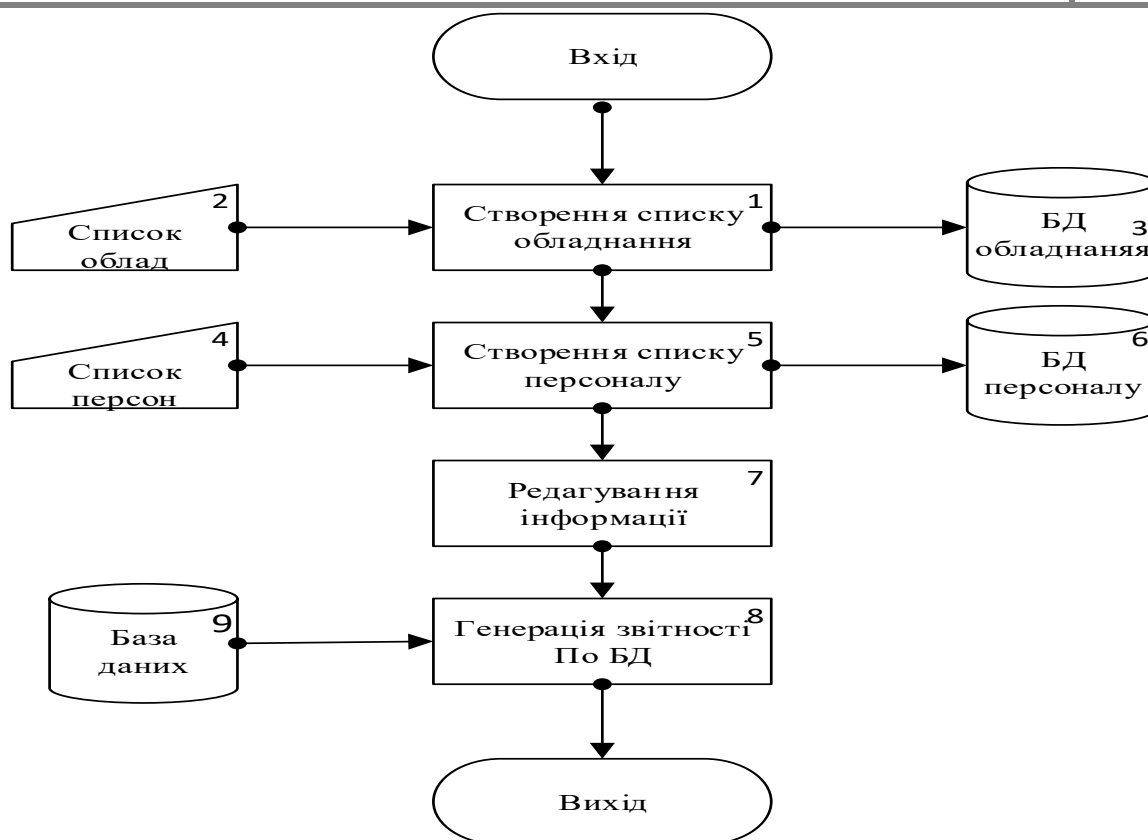 Вхід
2
Список
облад
1
Створення списку
обладнання
БД
3
обладнаняя
4
Список
персон
5
Створення списку
персоналу
6
БД
персоналу
7
Редагування
інформації
9
База
даних
8
Генерація звітності
По БД
Вихід